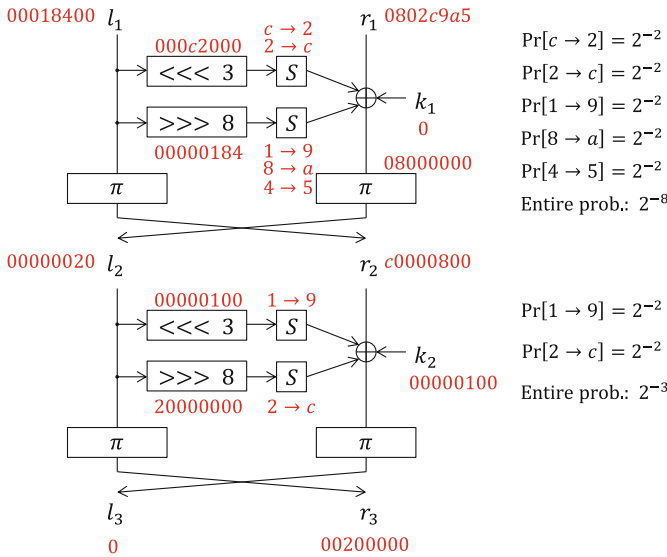 00018400 l₁ r₁ 0802c9a5
000c2000 c → 2
2 → c
<<< 3 S
>>> 8 S
k₁
0
00000184 1 → 9
8 → a
4 → 5
08000000
π π
Pr[c → 2] = 2⁻²
Pr[2 → c] = 2⁻²
Pr[1 → 9] = 2⁻²
Pr[8 → a] = 2⁻²
Pr[4 → 5] = 2⁻²
Entire prob.: 2⁻⁸
00000020 l₂ r₂ c0000800
00000100 1 → 9
<<< 3 S
>>> 8 S
k₂
00000100
20000000 2 → c
π π
Pr[1 → 9] = 2⁻²
Pr[2 → c] = 2⁻²
Entire prob.: 2⁻³
l₃ r₃
0 00200000